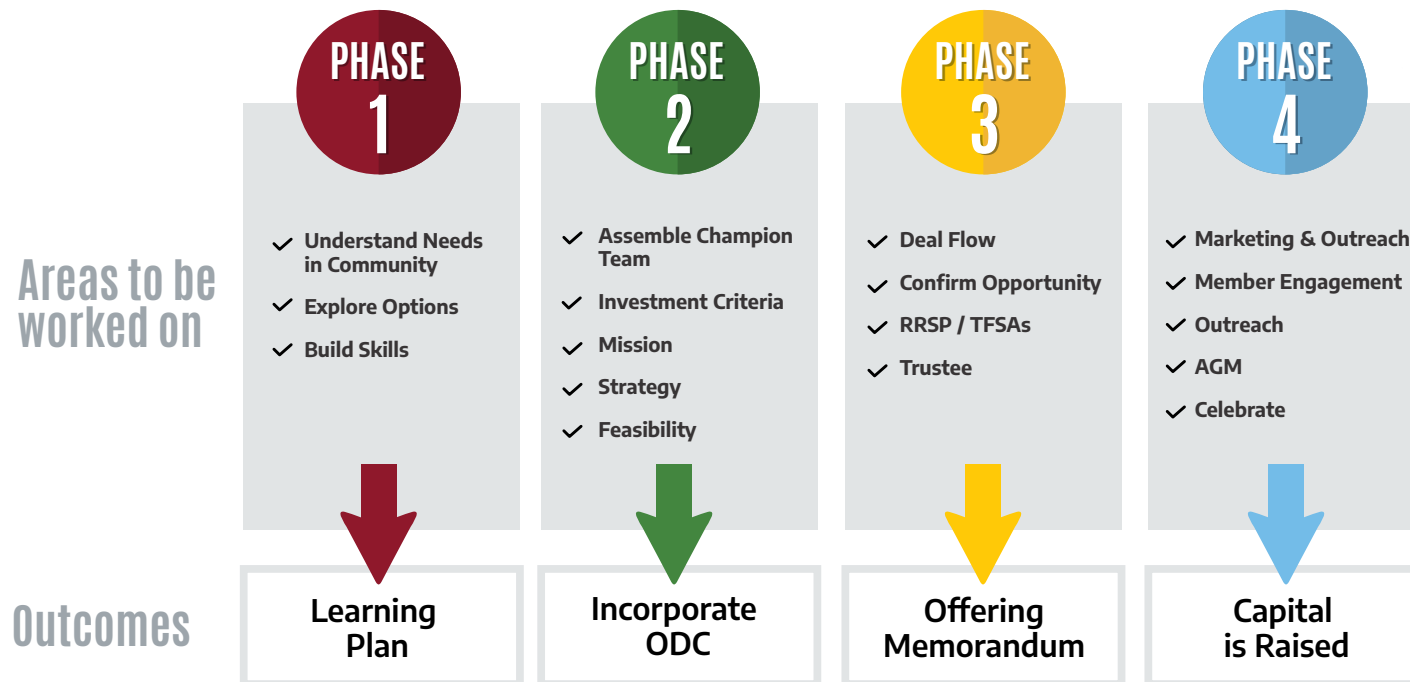 PHASE
1
PHASE
2
PHASE
3
PHASE
4
Areas to be
worked on
Understand Needs
in Community
Explore Options
Build Skills
Assemble Champion
Team
Investment Criteria
Mission
Strategy
Feasibility
Deal Flow
Confirm Opportunity
RRSP / TFSAs
Trustee
Marketing & Outreach
Member Engagement
Outreach
AGM
Celebrate
Outcomes
Learning
Plan
Incorporate
ODC
Offering
Memorandum
Capital
is Raised